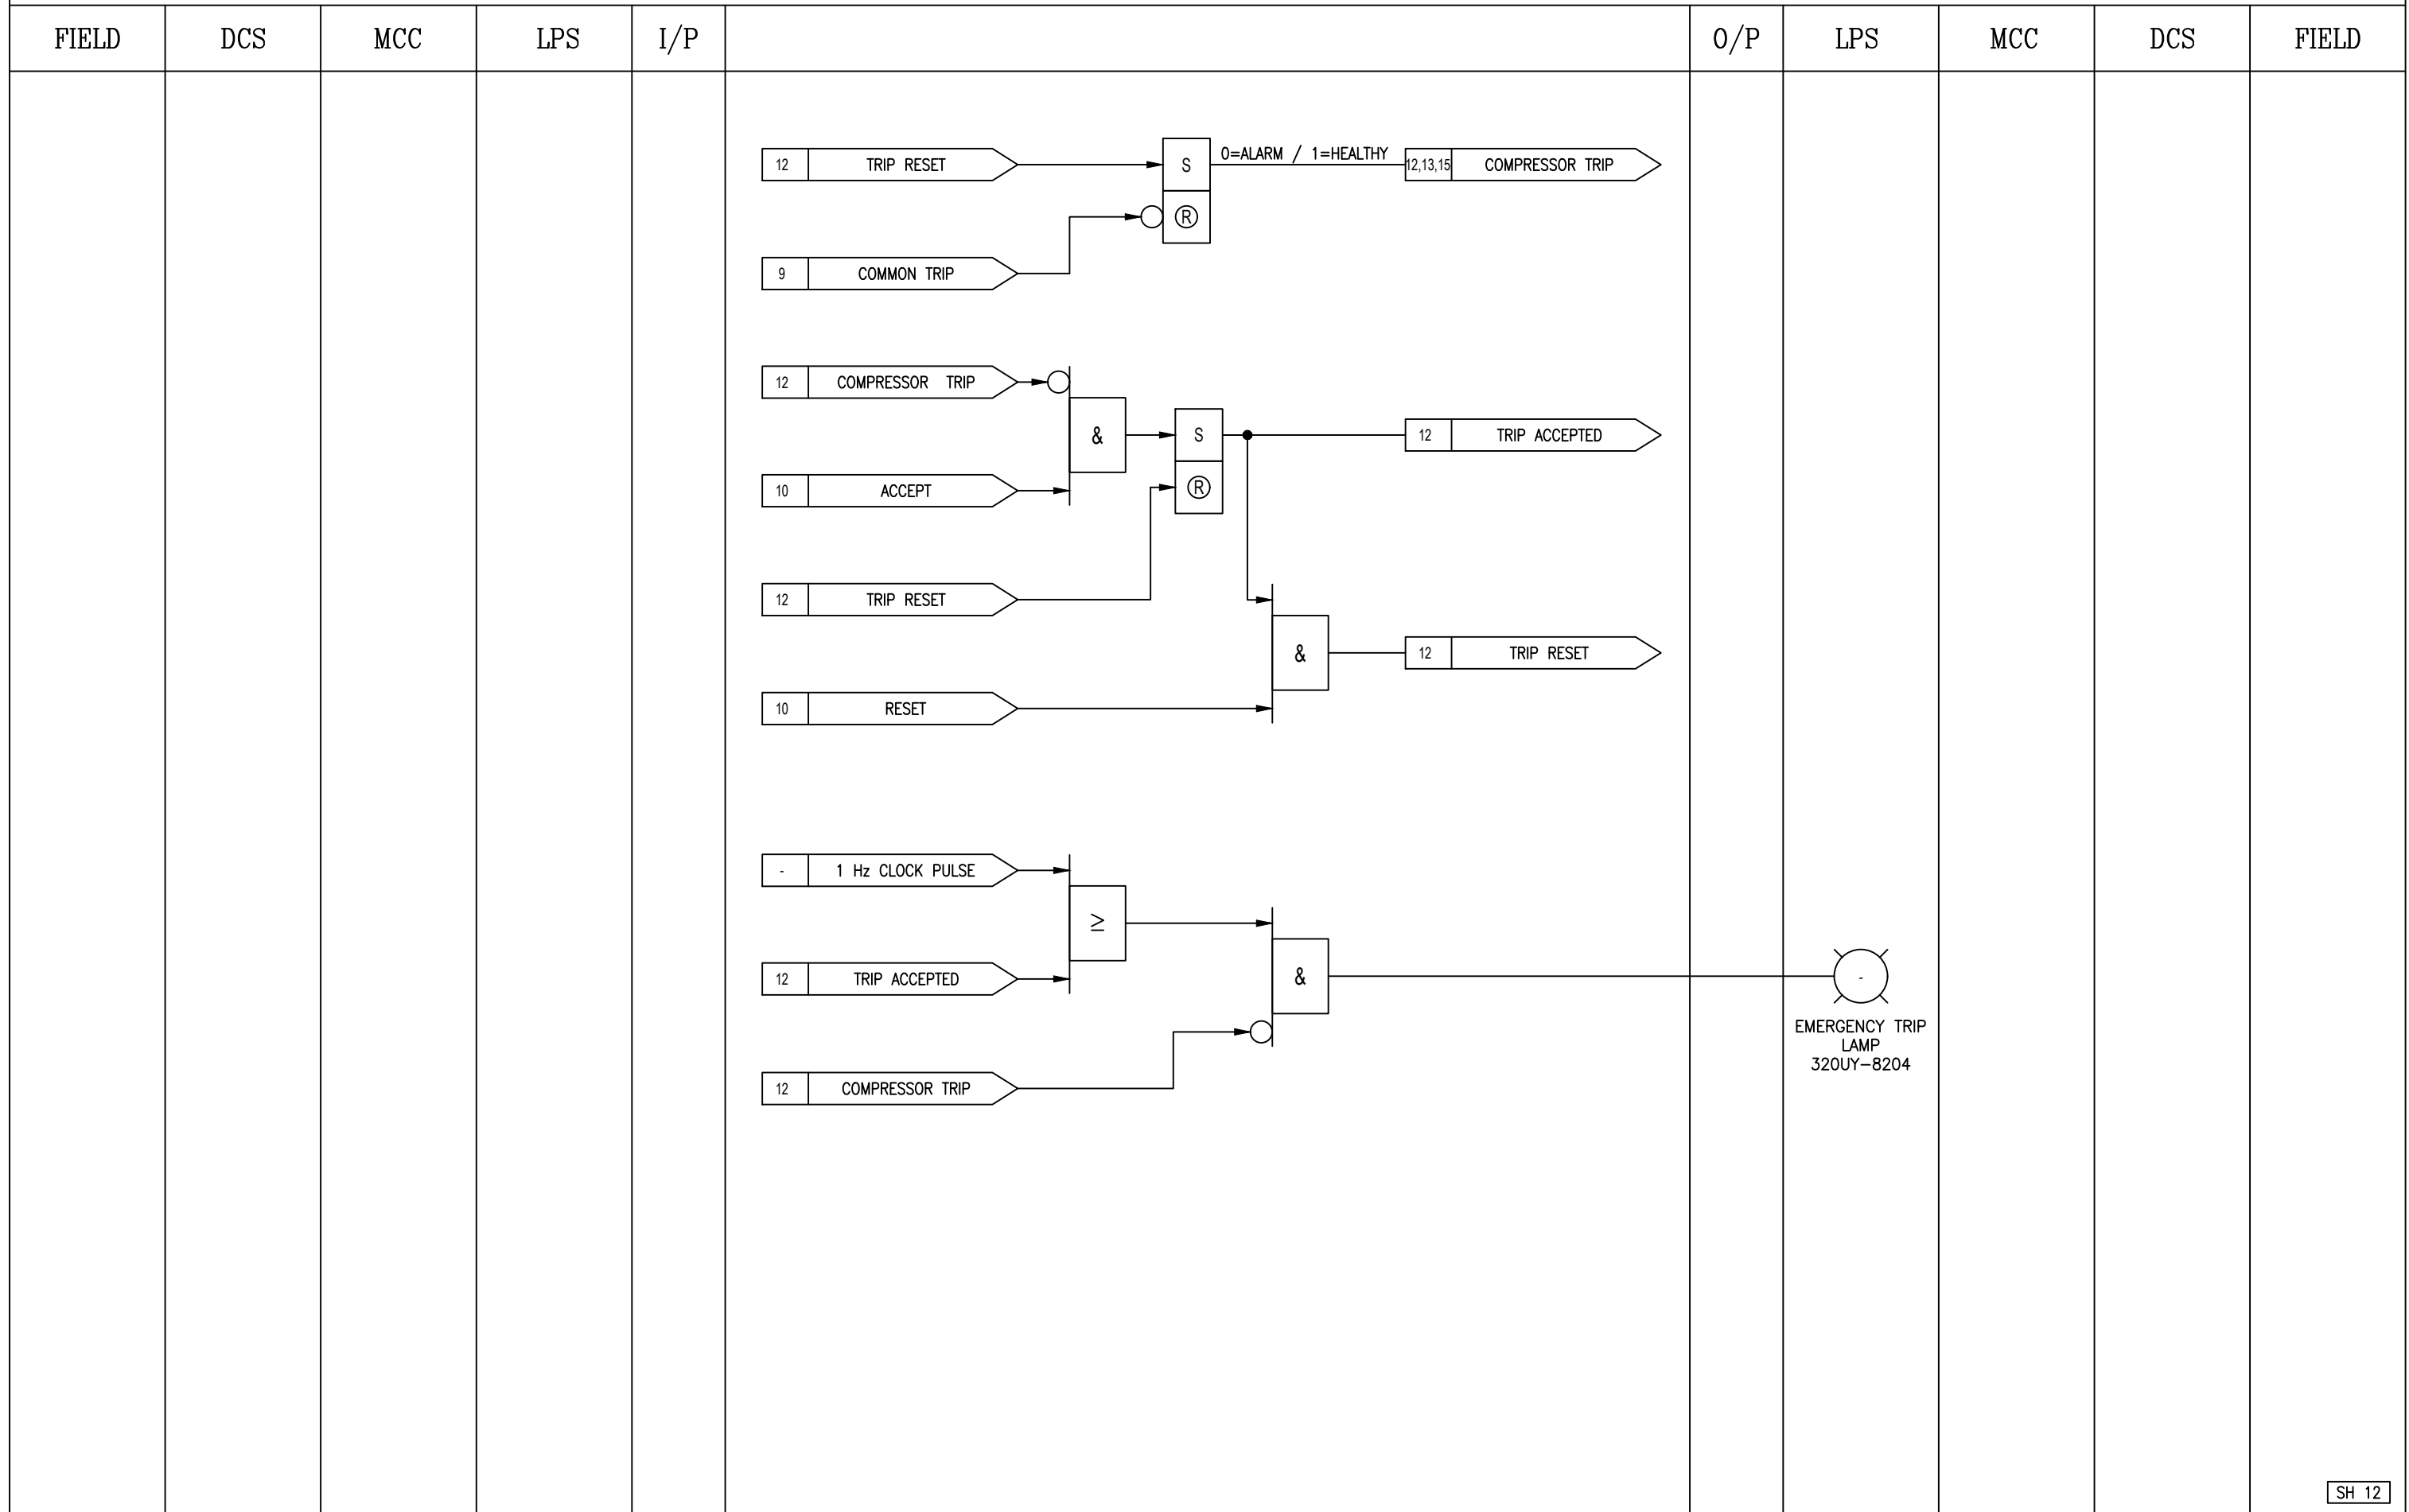 FIELD
DCS
MCC
LPS
I/P
O/P
LPS
MCC
DCS
FIELD
12 TRIP RESET
S
0=ALARM / 1=HEALTHY
12,13,15 COMPRESSOR TRIP
R
9 COMMON TRIP
12 COMPRESSOR TRIP
&
S
12 TRIP ACCEPTED
10 ACCEPT
R
12 TRIP RESET
&
12 TRIP RESET
10 RESET
- 1 Hz CLOCK PULSE
≥
12 TRIP ACCEPTED
&
-
EMERGENCY TRIP
LAMP
320UY-8204
12 COMPRESSOR TRIP
SH 12